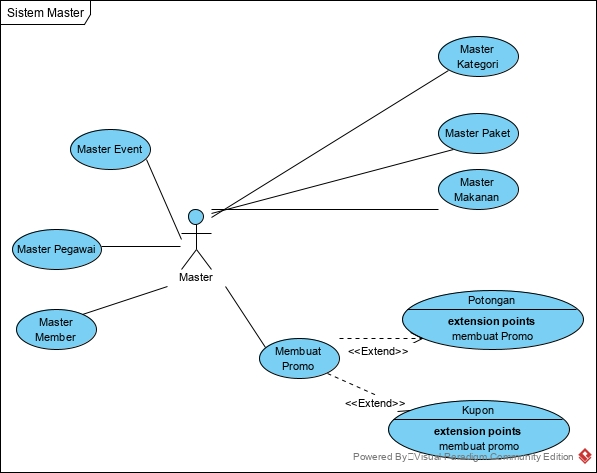 Sistem Master
Master
Kategori
Master Event
Master Paket
Master
Makanan
Master Pegawai
Master
Master
Member
Membuat
Promo
Potongan
extension points
membuat Promo
<<Extend>>
<<Extend>>
Kupon
extension points
membuat promo
Powered By Visual Paradigm Community Edition